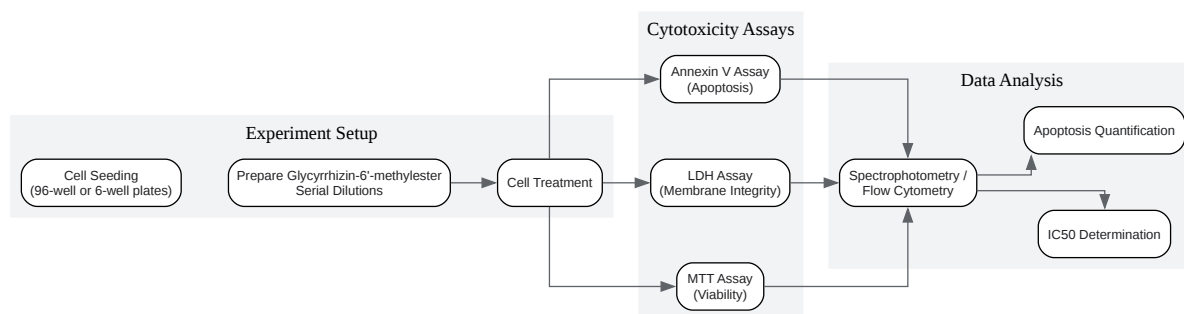 Experiment Setup
Cell Seeding
(96-well or 6-well plates)
Prepare Glycyrrhizin-6'-methylester
Serial Dilutions
Cell Treatment
Cytotoxicity Assays
Annexin V Assay
(Apoptosis)
LDH Assay
(Membrane Integrity)
MTT Assay
(Viability)
Data Analysis
Spectrophotometry /
Flow Cytometry
Apoptosis Quantification
IC50 Determination